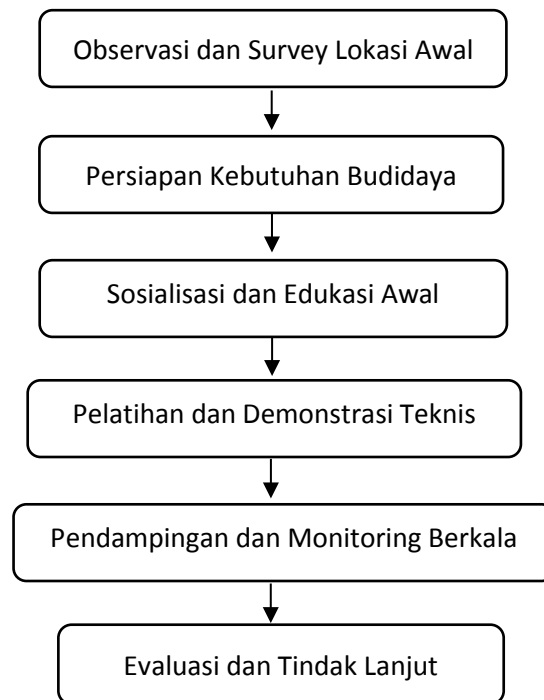 Observasi dan Survey Lokasi Awal
Persiapan Kebutuhan Budidaya
Sosialisasi dan Edukasi Awal
Pelatihan dan Demonstrasi Teknis
Pendampingan dan Monitoring Berkala
Evaluasi dan Tindak Lanjut